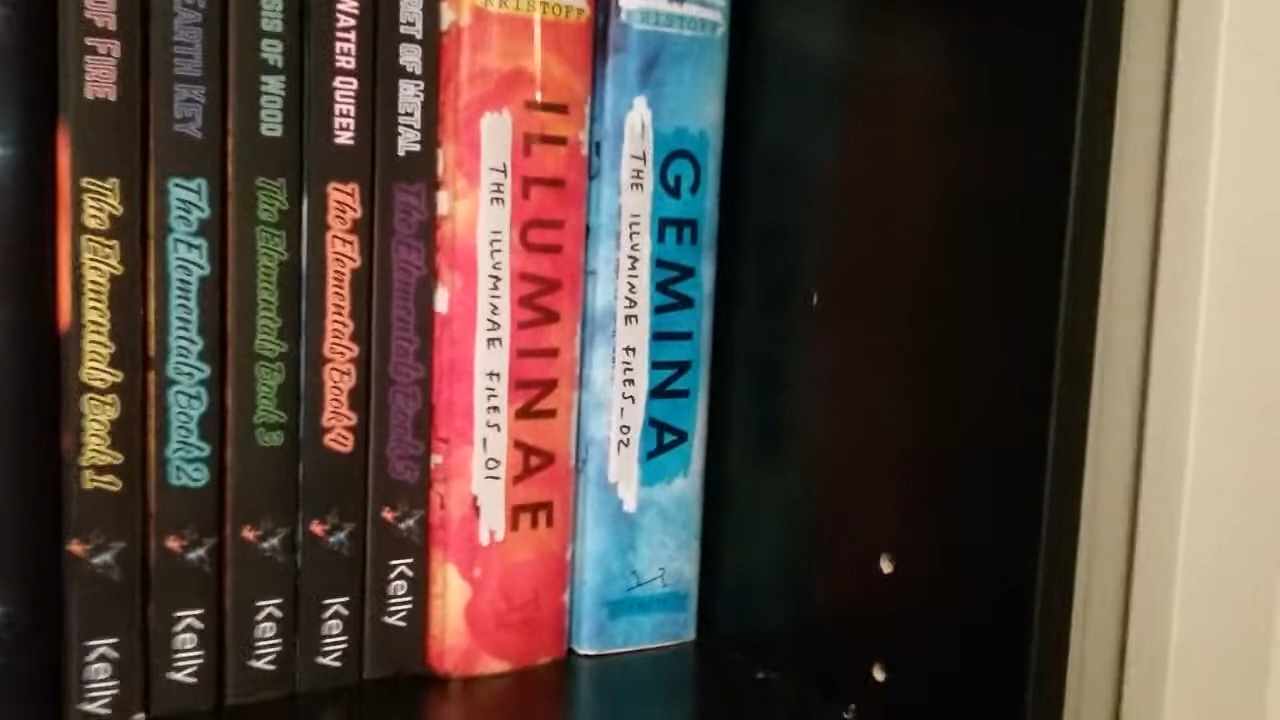 OF FIRE
The Elementals Book 1
Kelly
EARTH KEY
The Elementals Book 2
Kelly
OF WOOD
The Elementals Book 3
Kelly
WATER QUEEN
The Elementals Book 4
Kelly
OF METAL
The Elementals Book 5
Kelly
KRISTOFF
ILLUMINAE
THE ILLUMINAE FILES_01
RISTOFF
GEMINA
THE ILLUMINAE FILES_02